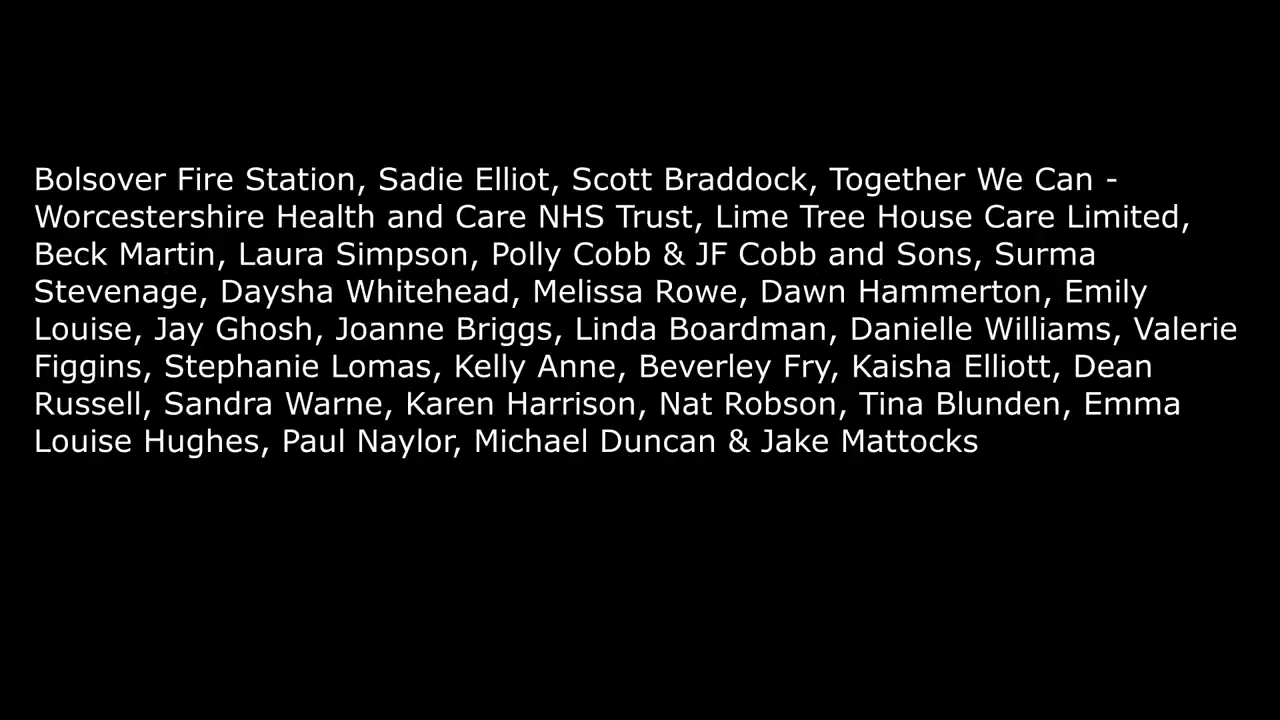 Bolsover Fire Station, Sadie Elliot, Scott Braddock, Together We Can -
Worcestershire Health and Care NHS Trust, Lime Tree House Care Limited,
Beck Martin, Laura Simpson, Polly Cobb & JF Cobb and Sons, Surma
Stevenage, Daysha Whitehead, Melissa Rowe, Dawn Hammerton, Emily
Louise, Jay Ghosh, Joanne Briggs, Linda Boardman, Danielle Williams, Valerie
Figgins, Stephanie Lomas, Kelly Anne, Beverley Fry, Kaisha Elliott, Dean
Russell, Sandra Warne, Karen Harrison, Nat Robson, Tina Blunden, Emma
Louise Hughes, Paul Naylor, Michael Duncan & Jake Mattocks